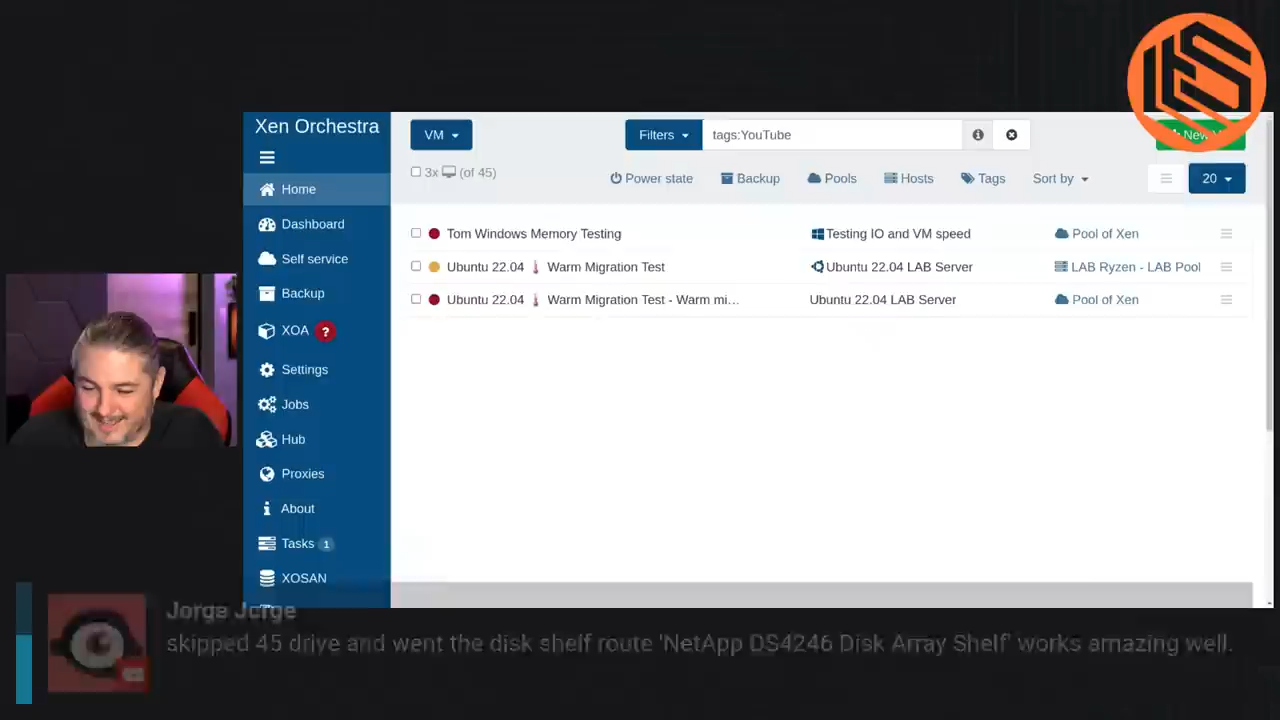 Xen Orchestra
VM
Filters
tags:YouTube
3x (of 45)
Power state
Backup
Pools
Hosts
Tags
Sort by
20
Home
Dashboard
Self service
Backup
XOA ?
Settings
Jobs
Hub
Proxies
About
Tasks 1
XOSAN
Tom Windows Memory Testing
Testing IO and VM speed
Pool of Xen
Ubuntu 22.04 🌡 Warm Migration Test
Ubuntu 22.04 LAB Server
LAB Ryzen - LAB Pool
Ubuntu 22.04 🌡 Warm Migration Test - Warm mi…
Ubuntu 22.04 LAB Server
Pool of Xen
Jorge Jorge
skipped 45 drive and went the disk shelf route 'NetApp DS4246 Disk Array Shelf' works amazing well.